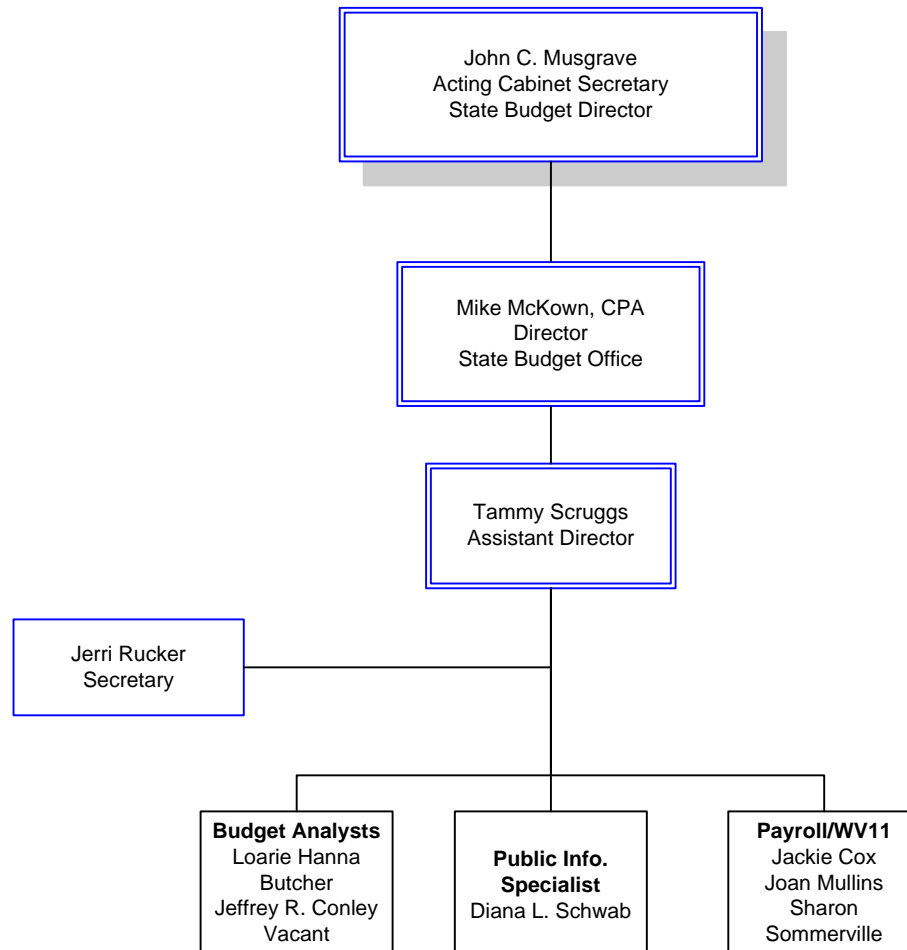 John C. Musgrave
Acting Cabinet Secretary
State Budget Director
Mike McKown, CPA
Director
State Budget Office
Tammy Scruggs
Assistant Director
Jerri Rucker
Secretary
Budget Analysts
Loarie Hanna
Butcher
Jeffrey R. Conley
Vacant
Public Info.
Specialist
Diana L. Schwab
Payroll/WV11
Jackie Cox
Joan Mullins
Sharon
Sommerville